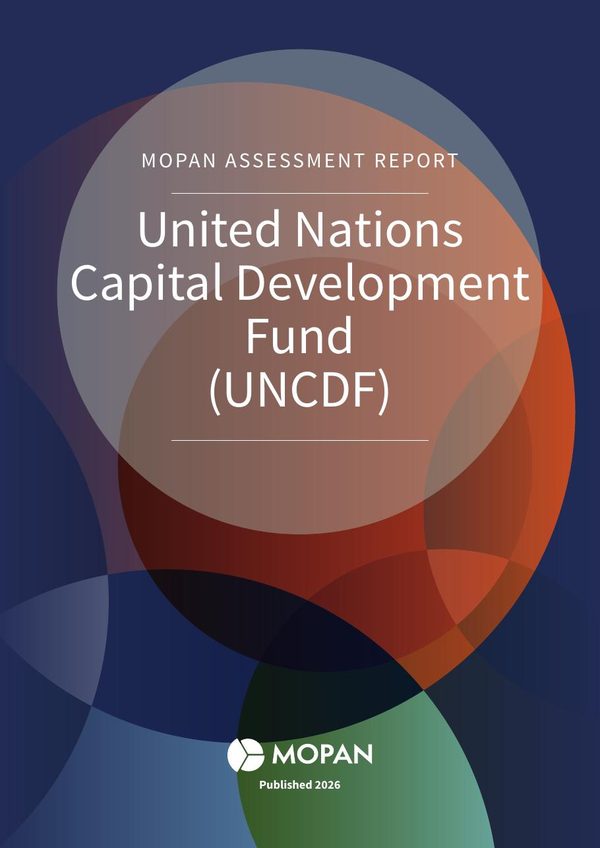 MOPAN ASSESSMENT REPORT
United Nations
Capital Development
Fund
(UNCDF)
MOPAN
Published 2026